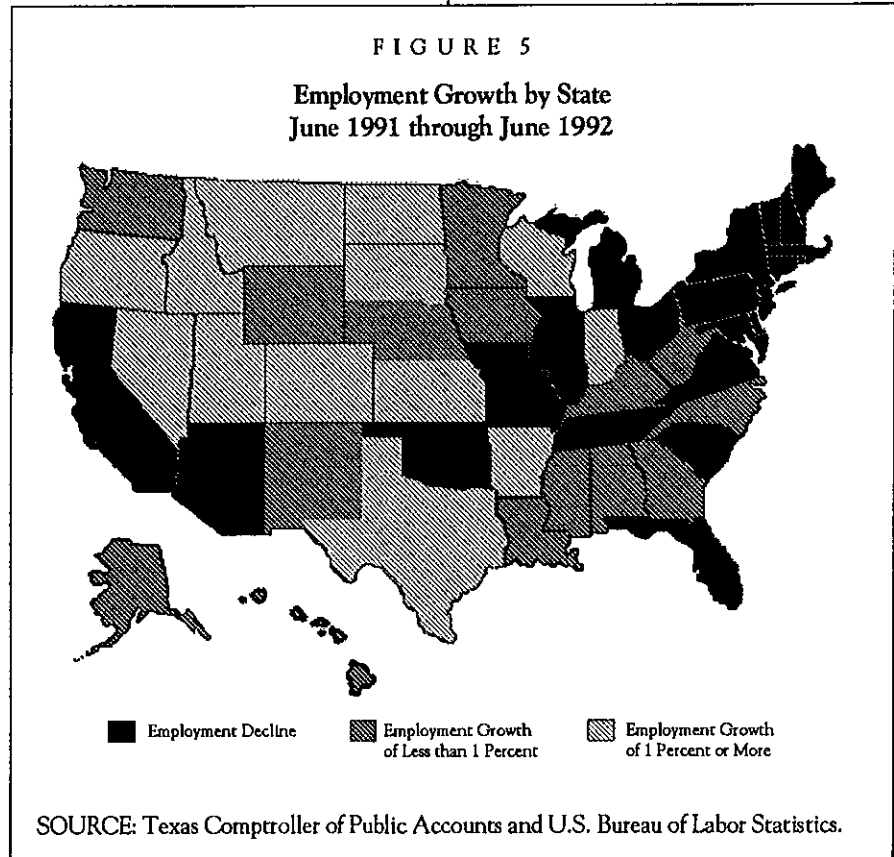 FIGURE 5
Employment Growth by State
June 1991 through June 1992
Employment Decline
Employment Growth
of Less than 1 Percent
Employment Growth
of 1 Percent or More
SOURCE: Texas Comptroller of Public Accounts and U.S. Bureau of Labor Statistics.